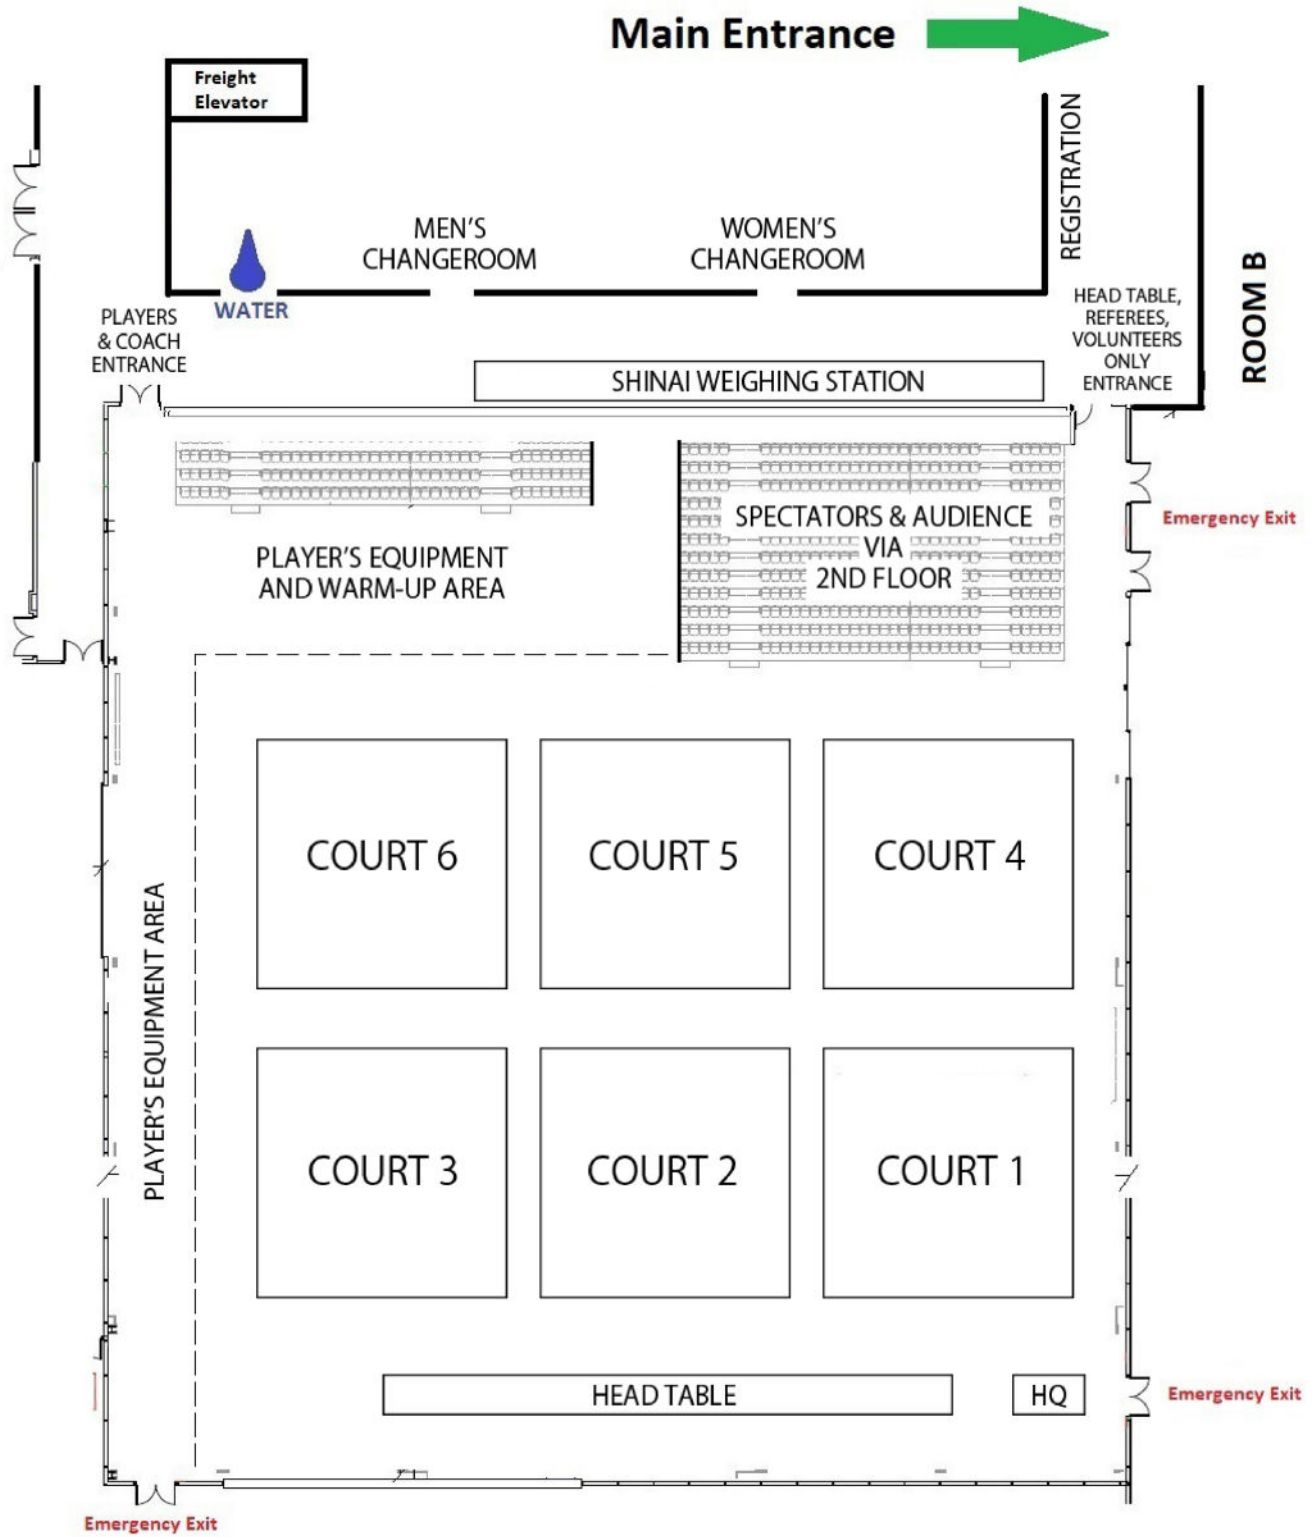 Main Entrance
Freight
Elevator
REGISTRATION
MEN'S
CHANGEROOM
WOMEN'S
CHANGEROOM
WATER
ROOM B
PLAYERS
& COACH
ENTRANCE
HEAD TABLE,
REFEREES,
VOLUNTEERS
ONLY
ENTRANCE
SHINAI WEIGHING STATION
SPECTATORS & AUDIENCE
VIA
2ND FLOOR
Emergency Exit
PLAYER'S EQUIPMENT
AND WARM-UP AREA
COURT 6
COURT 5
COURT 4
PLAYER'S EQUIPMENT AREA
COURT 3
COURT 2
COURT 1
HEAD TABLE
HQ
Emergency Exit
Emergency Exit